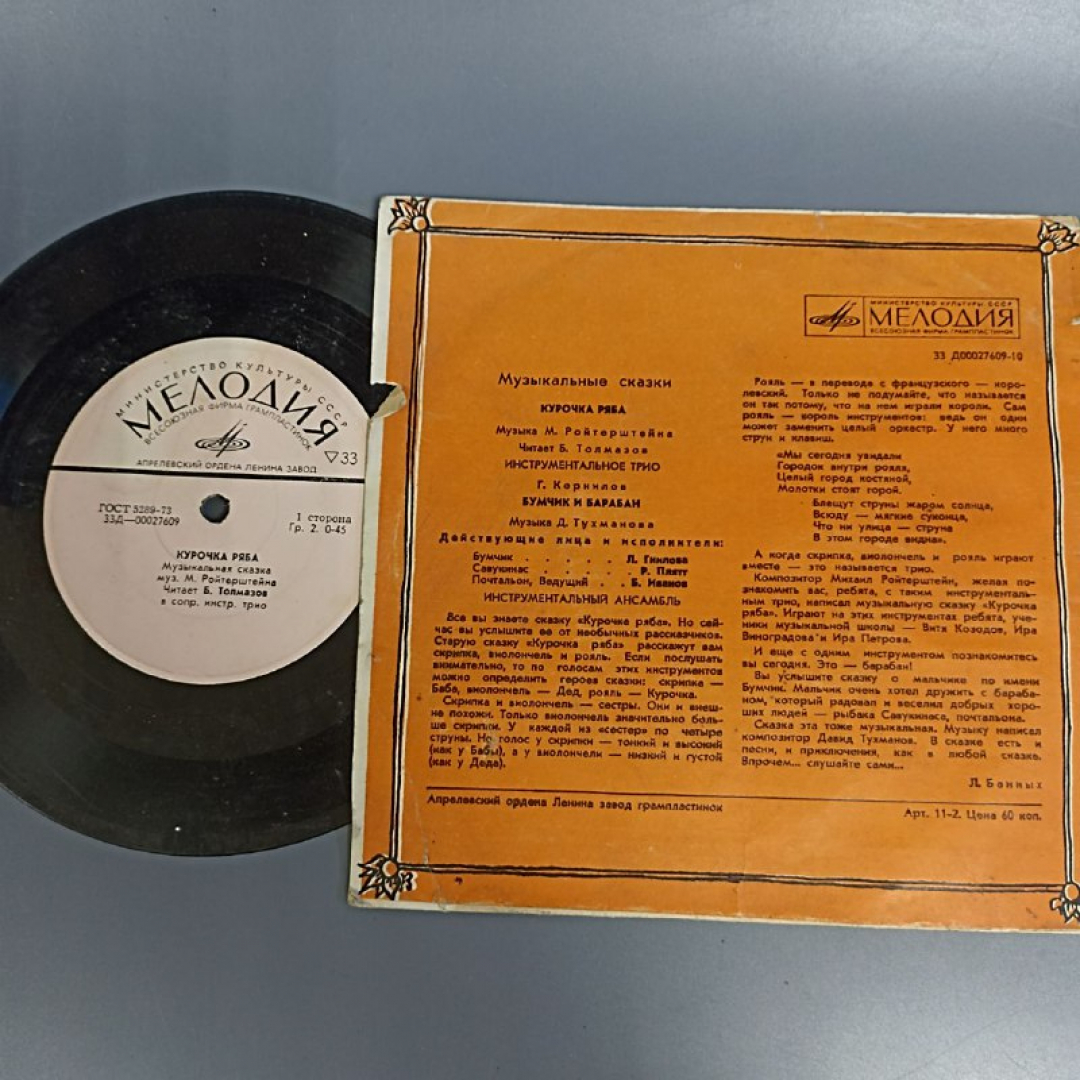 МИНИСТЕРСТВО КУЛЬТУРЫ СССР
МЕЛОДИЯ
ВСЕСОЮЗНАЯ ФИРМА ГРАМПЛАСТИНОК
АПРЕЛЕВСКИЙ ОРДЕНА ЛЕНИНА ЗАВОД
33
ГОСТ 5289-73
33Д—00027609
1 сторона
Гр. 2. 0-45
КУРОЧКА РЯБА
Музыкальная сказка
муз. М. Ройтерштейна
Читает Б. Толмазов
в сопр. инстр. трио
МИНИСТЕРСТВО КУЛЬТУРЫ СССР
МЕЛОДИЯ
ВСЕСОЮЗНАЯ ФИРМА ГРАМПЛАСТИНОК
33 Д00027609-10
Музыкальные сказки
КУРОЧКА РЯБА
Музыка М. Ройтерштейна
Читает Б. Толмазов
ИНСТРУМЕНТАЛЬНОЕ ТРИО
Г. Корнилов
БУМЧИК И БАРАБАН
Музыка Д. Тухманова
Действующие лица и исполнители:
Бумчик . . . . Л. Гнилова
Савукинас . . . . Р. Плятт
Почтальон, Ведущий . . Б. Иванов
ИНСТРУМЕНТАЛЬНЫЙ АНСАМБЛЬ
Все вы знаете сказку «Курочка ряба». Но сей-
час вы услышите ее от необычных рассказчиков.
Старую сказку «Курочка ряба» расскажут вам
скрипка, виолончель и рояль. Если послушать
внимательно, то по голосам этих инструментов
можно определить героев сказки: скрипка —
Баба, виолончель — Дед, рояль — Курочка.
Скрипка и виолончель — сестры. Они и внеш-
не похожи. Только виолончель значительно боль-
ше скрипки. У каждой из «сестер» по четыре
струны. Но голос у скрипки — тонкий и высокий
(как у Бабы), а у виолончели — низкий и густой
(как у Деда).
Рояль — в переводе с французского — коро-
левский. Только не подумайте, что называется
он так потому, что на нем играли короли. Сам
рояль — король инструментов: ведь он один
может заменить целый оркестр. У него много
струн и клавиш.
«Мы сегодня увидали
Городок внутри рояля,
Целый город костяной,
Молотки стоят горой.
Блещут струны жаром солнца,
Всюду — мягкие суконца,
Что ни улица — струна
В этом городе видна».
А когда скрипка, виолончель и рояль играют
вместе — это называется трио.
Композитор Михаил Ройтерштейн, желая по-
знакомить вас, ребята, с таким инструменталь-
ным трио, написал музыкальную сказку «Курочка
ряба». Играют на этих инструментах ребята, уче-
ники музыкальной школы — Витя Козодов, Ира
Виноградова и Ира Петрова.
И еще с одним инструментом познакомитесь
вы сегодня. Это — барабан!
Вы услышите сказку о мальчике по имени
Бумчик. Мальчик очень хотел дружить с бараба-
ном, который радовал и веселил добрых хоро-
ших людей — рыбака Савукинаса, почтальона.
Сказка эта тоже музыкальная. Музыку написал
композитор Давид Тухманов. В сказке есть и
песни, и приключения, как в любой сказке.
Впрочем... слушайте сами...
Л. Банных
Апрелевский ордена Ленина завод грампластинок
Арт. 11-2. Цена 60 коп.